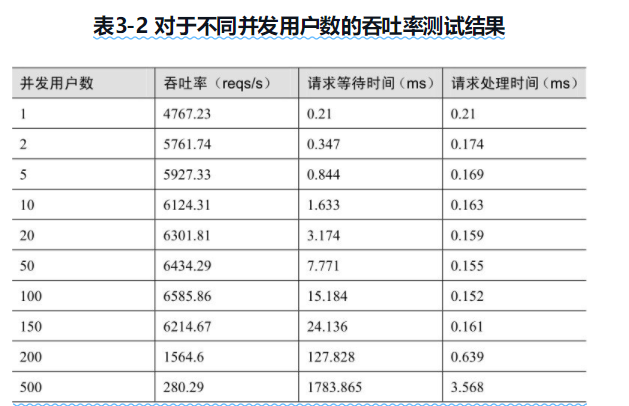 表3-2 对于不同并发用户数的吞吐率测试结果
并发用户数 吞吐率（reqs/s） 请求等待时间（ms） 请求处理时间（ms）
1 4767.23 0.21 0.21
2 5761.74 0.347 0.174
5 5927.33 0.844 0.169
10 6124.31 1.633 0.163
20 6301.81 3.174 0.159
50 6434.29 7.771 0.155
100 6585.86 15.184 0.152
150 6214.67 24.136 0.161
200 1564.6 127.828 0.639
500 280.29 1783.865 3.568